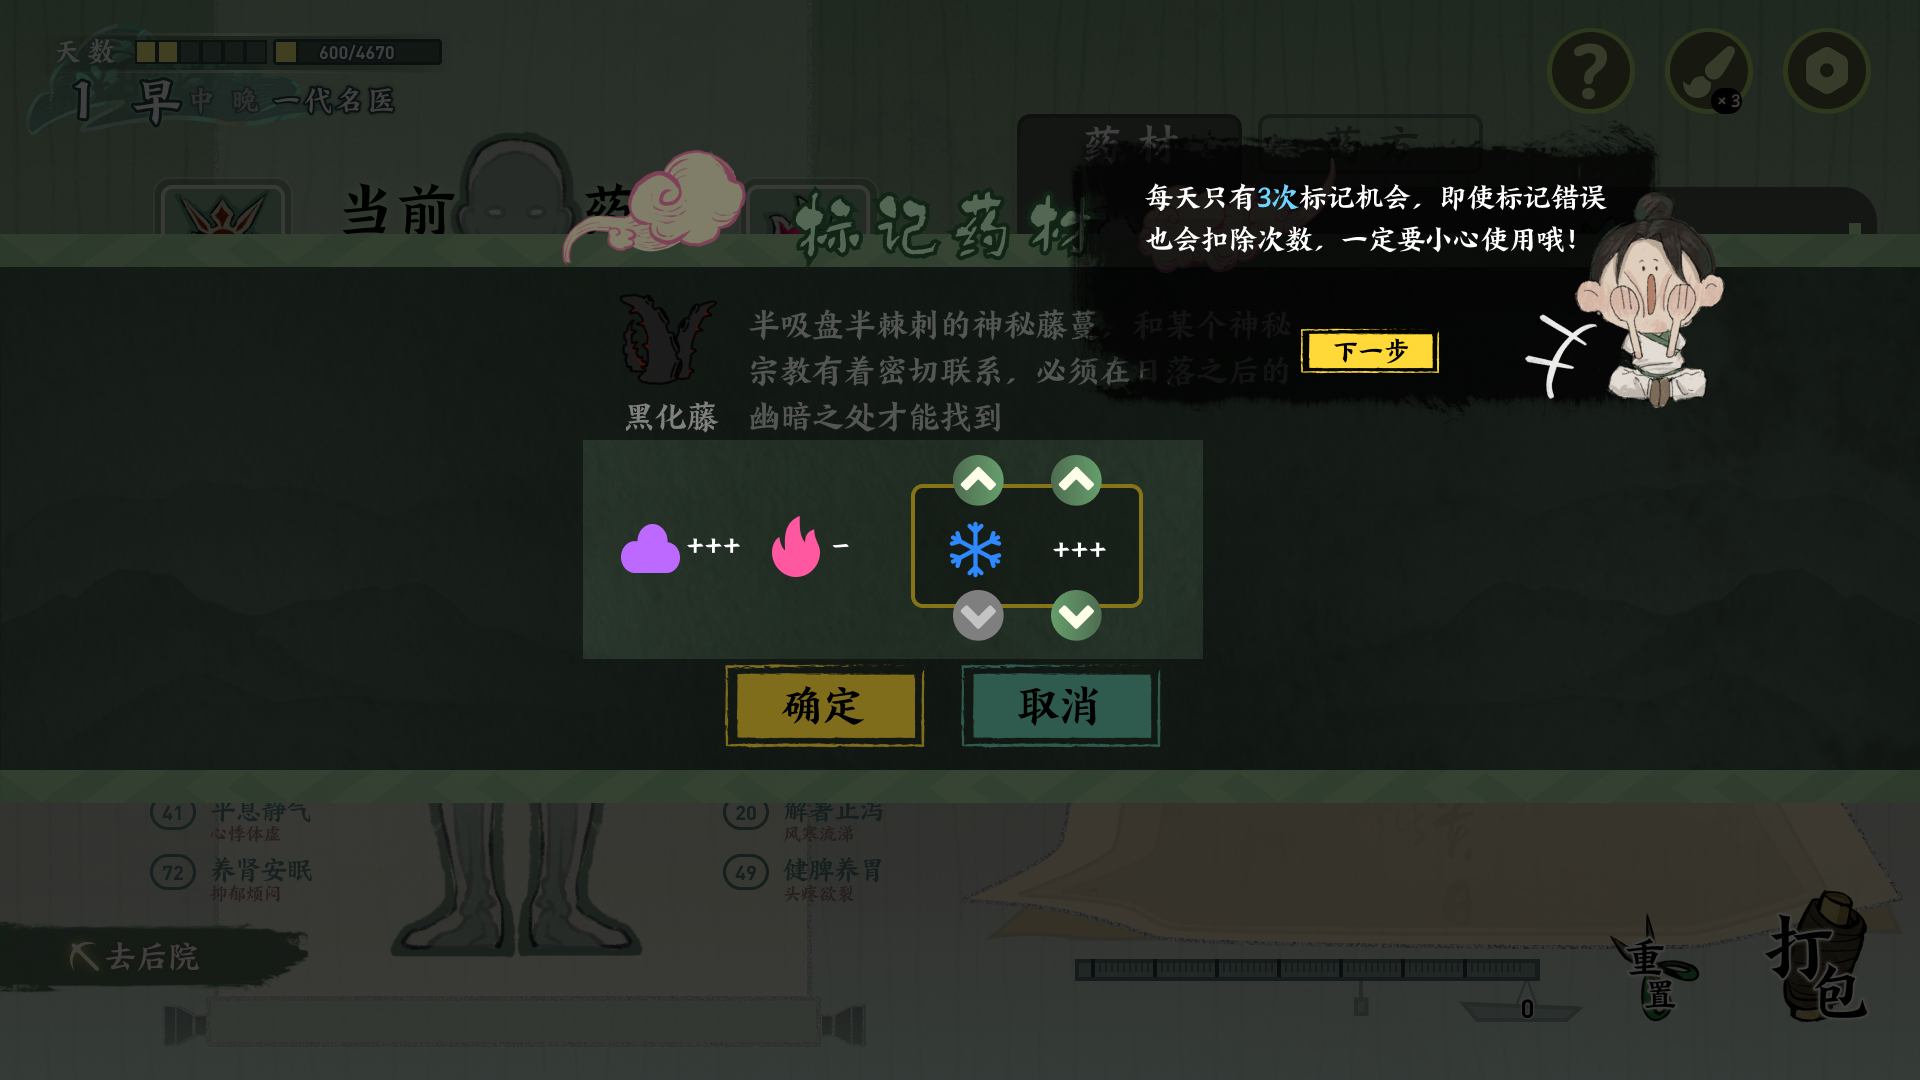 天数
600/4670
1 早 中 晚 一代名医
×3
药材
药方
当前
药
标记药材
每天只有3次标记机会，即使标记错误
也会扣除次数，一定要小心使用哦！
下一步
半吸盘半棘刺的神秘藤蔓，和某个神秘
宗教有着密切联系，必须在日落之后的
幽暗之处才能找到
黑化藤
+++
-
+++
确定
取消
41 平息静气
心悸体虚
20 解暑止泻
风寒流涕
72 养肾安眠
抑郁烦闷
49 健脾养胃
头疼欲裂
去后院
0
重置
打包